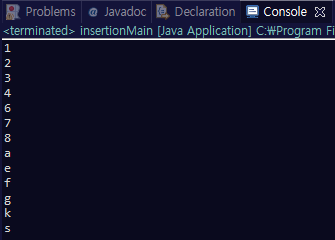 Problems @ Javadoc Declaration Console
<terminated> insertionMain [Java Application] C:₩Program Fi
1
2
3
4
6
7
8
a
e
f
g
k
s